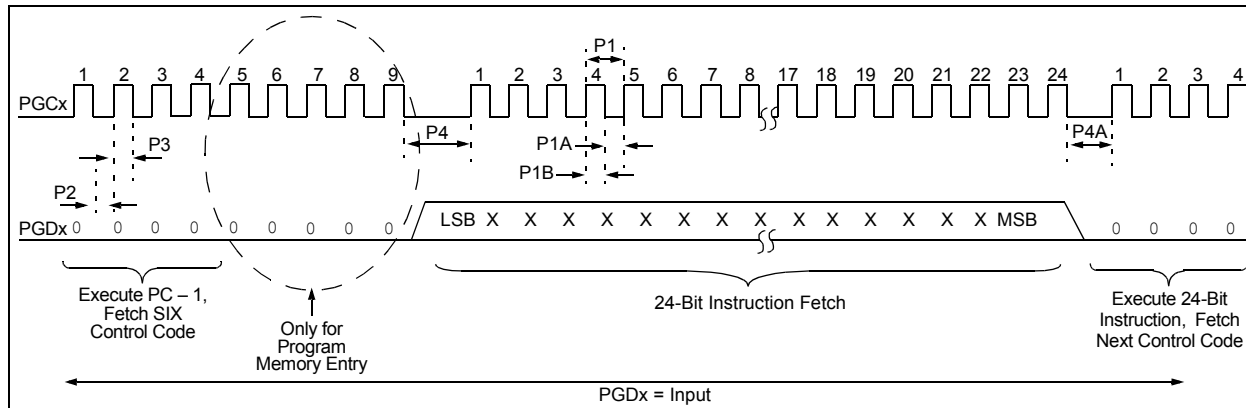 P1
1 2 3 4 5 6 7 8 9 1 2 3 4 5 6 7 8 17 18 19 20 21 22 23 24 1 2 3 4
PGCx
P3 P4 P1A P4A
P2 P1B
PGDx 0 0 0 0 0 0 0 0 0 LSB X X X X X X X X X X X X X X MSB 0 0 0 0
Execute PC – 1,
Fetch SIX
Control Code
Only for
Program
Memory Entry
24-Bit Instruction Fetch
Execute 24-Bit
Instruction, Fetch
Next Control Code
PGDx = Input